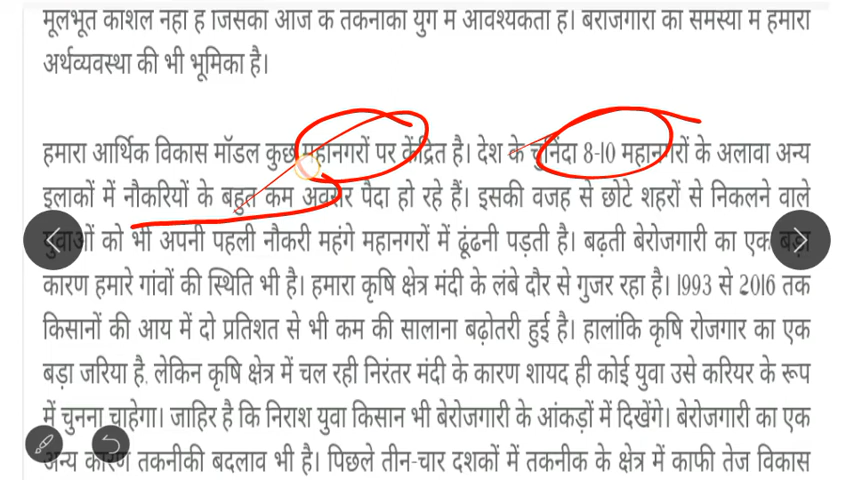 मूलभूत कौशल नहीं है जिसकी आज के तकनीकी युग में आवश्यकता है। बेरोजगारी की समस्या में हमारी
अर्थव्यवस्था की भी भूमिका है।
हमारा आर्थिक विकास मॉडल कुछ महानगरों पर केंद्रित है। देश के चुनिंदा 8-10 महानगरों के अलावा अन्य
इलाकों में नौकरियों के बहुत कम अवसर पैदा हो रहे हैं। इसकी वजह से छोटे शहरों से निकलने वाले
युवाओं को भी अपनी पहली नौकरी महंगे महानगरों में ढूंढनी पड़ती है। बढ़ती बेरोजगारी का एक बड़ा
कारण हमारे गांवों की स्थिति भी है। हमारा कृषि क्षेत्र मंदी के लंबे दौर से गुजर रहा है। 1993 से 2016 तक
किसानों की आय में दो प्रतिशत से भी कम की सालाना बढ़ोतरी हुई है। हालांकि कृषि रोजगार का एक
बड़ा जरिया है, लेकिन कृषि क्षेत्र में चल रही निरंतर मंदी के कारण शायद ही कोई युवा उसे करियर के रूप
में चुनना चाहेगा। जाहिर है कि निराश युवा किसान भी बेरोजगारी के आंकड़ों में दिखेंगे। बेरोजगारी का एक
अन्य कारण तकनीकी बदलाव भी है। पिछले तीन-चार दशकों में तकनीक के क्षेत्र में काफी तेज विकास